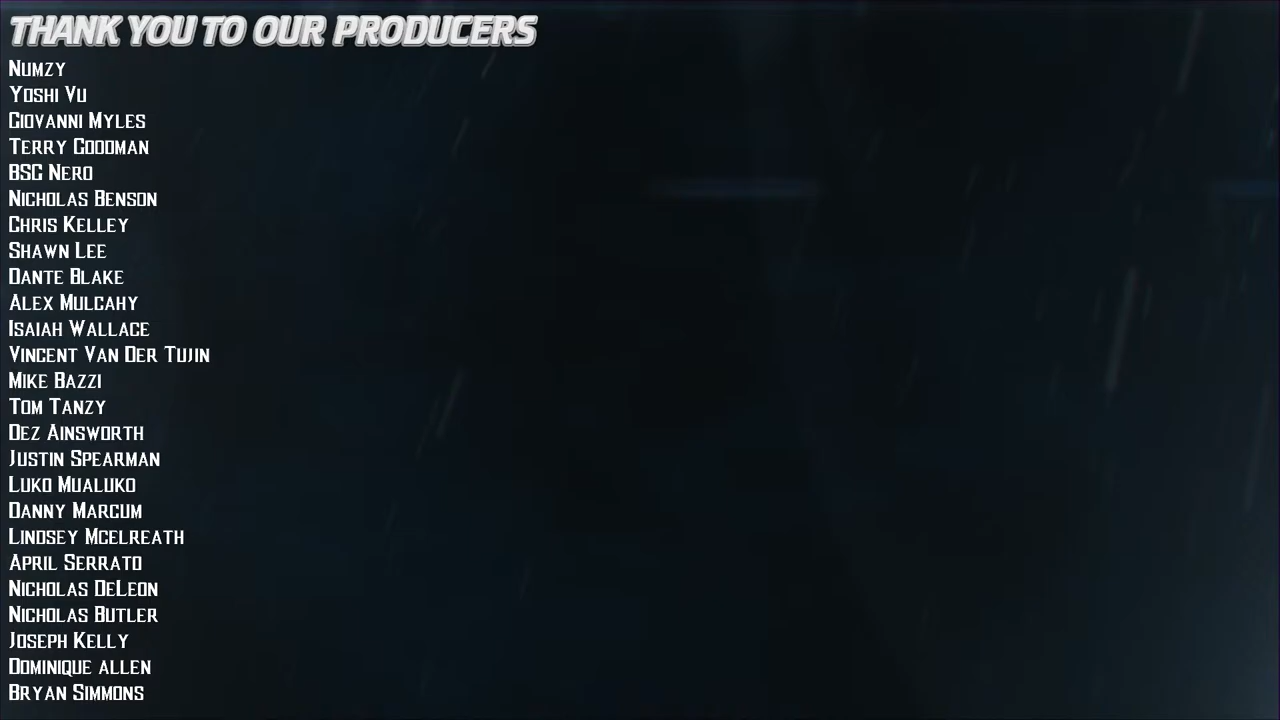 THANK YOU TO OUR PRODUCERS
NUMZY
YOSHI VU
GIOVANNI MYLES
TERRY GOODMAN
BSG NERO
NICHOLAS BENSON
CHRIS KELLEY
SHAWN LEE
DANTE BLAKE
ALEX MULCAHY
ISAIAH WALLACE
VINCENT VAN DER TUJIN
MIKE BAZZI
TOM TANZY
DEZ AINSWORTH
JUSTIN SPEARMAN
LUKO MUALUKO
DANNY MARCUM
LINDSEY MCELREATH
APRIL SERRATO
NICHOLAS DELEON
NICHOLAS BUTLER
JOSEPH KELLY
DOMINIQUE ALLEN
BRYAN SIMMONS